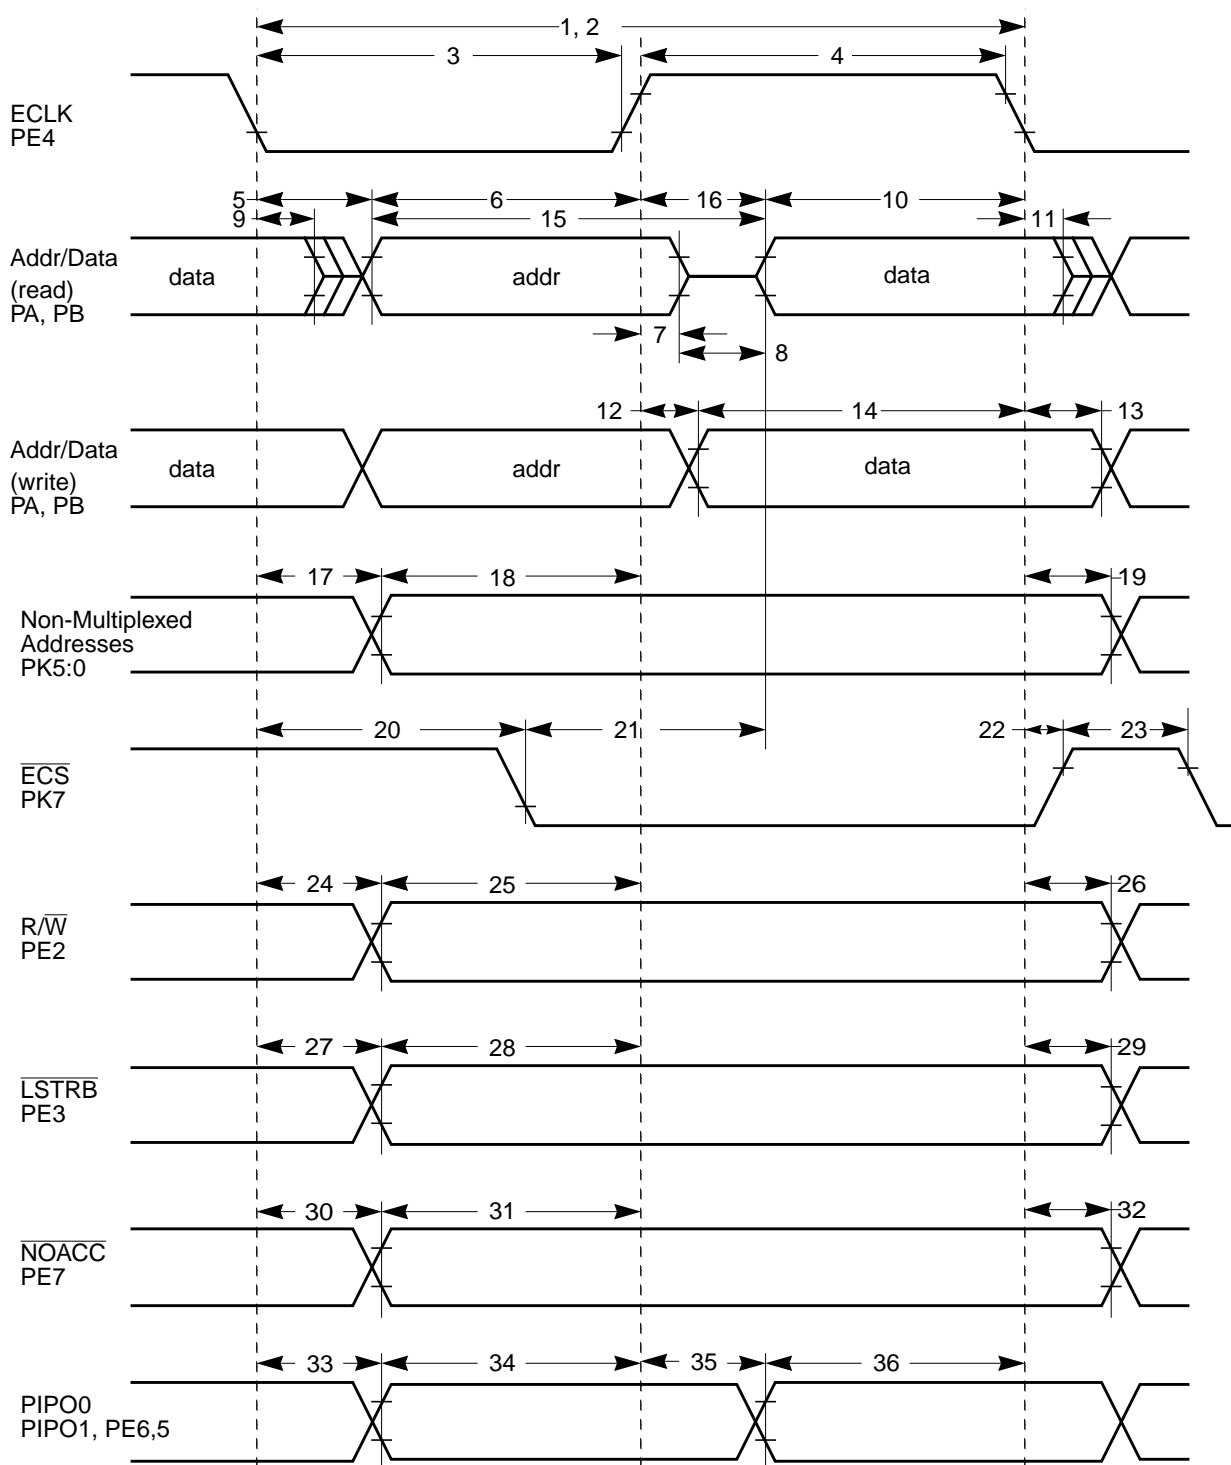 1, 2
3
4
ECLK
PE4
5
6
16
10
9
15
11
Addr/Data
(read)
PA, PB
data
addr
data
7
8
12
14
13
Addr/Data
(write)
PA, PB
data
addr
data
17
18
19
Non-Multiplexed
Addresses
PK5:0
20
21
22
23
ECS
PK7
24
25
26
R/W
PE2
27
28
29
LSTRB
PE3
30
31
32
NOACC
PE7
33
34
35
36
PIPO0
PIPO1, PE6,5